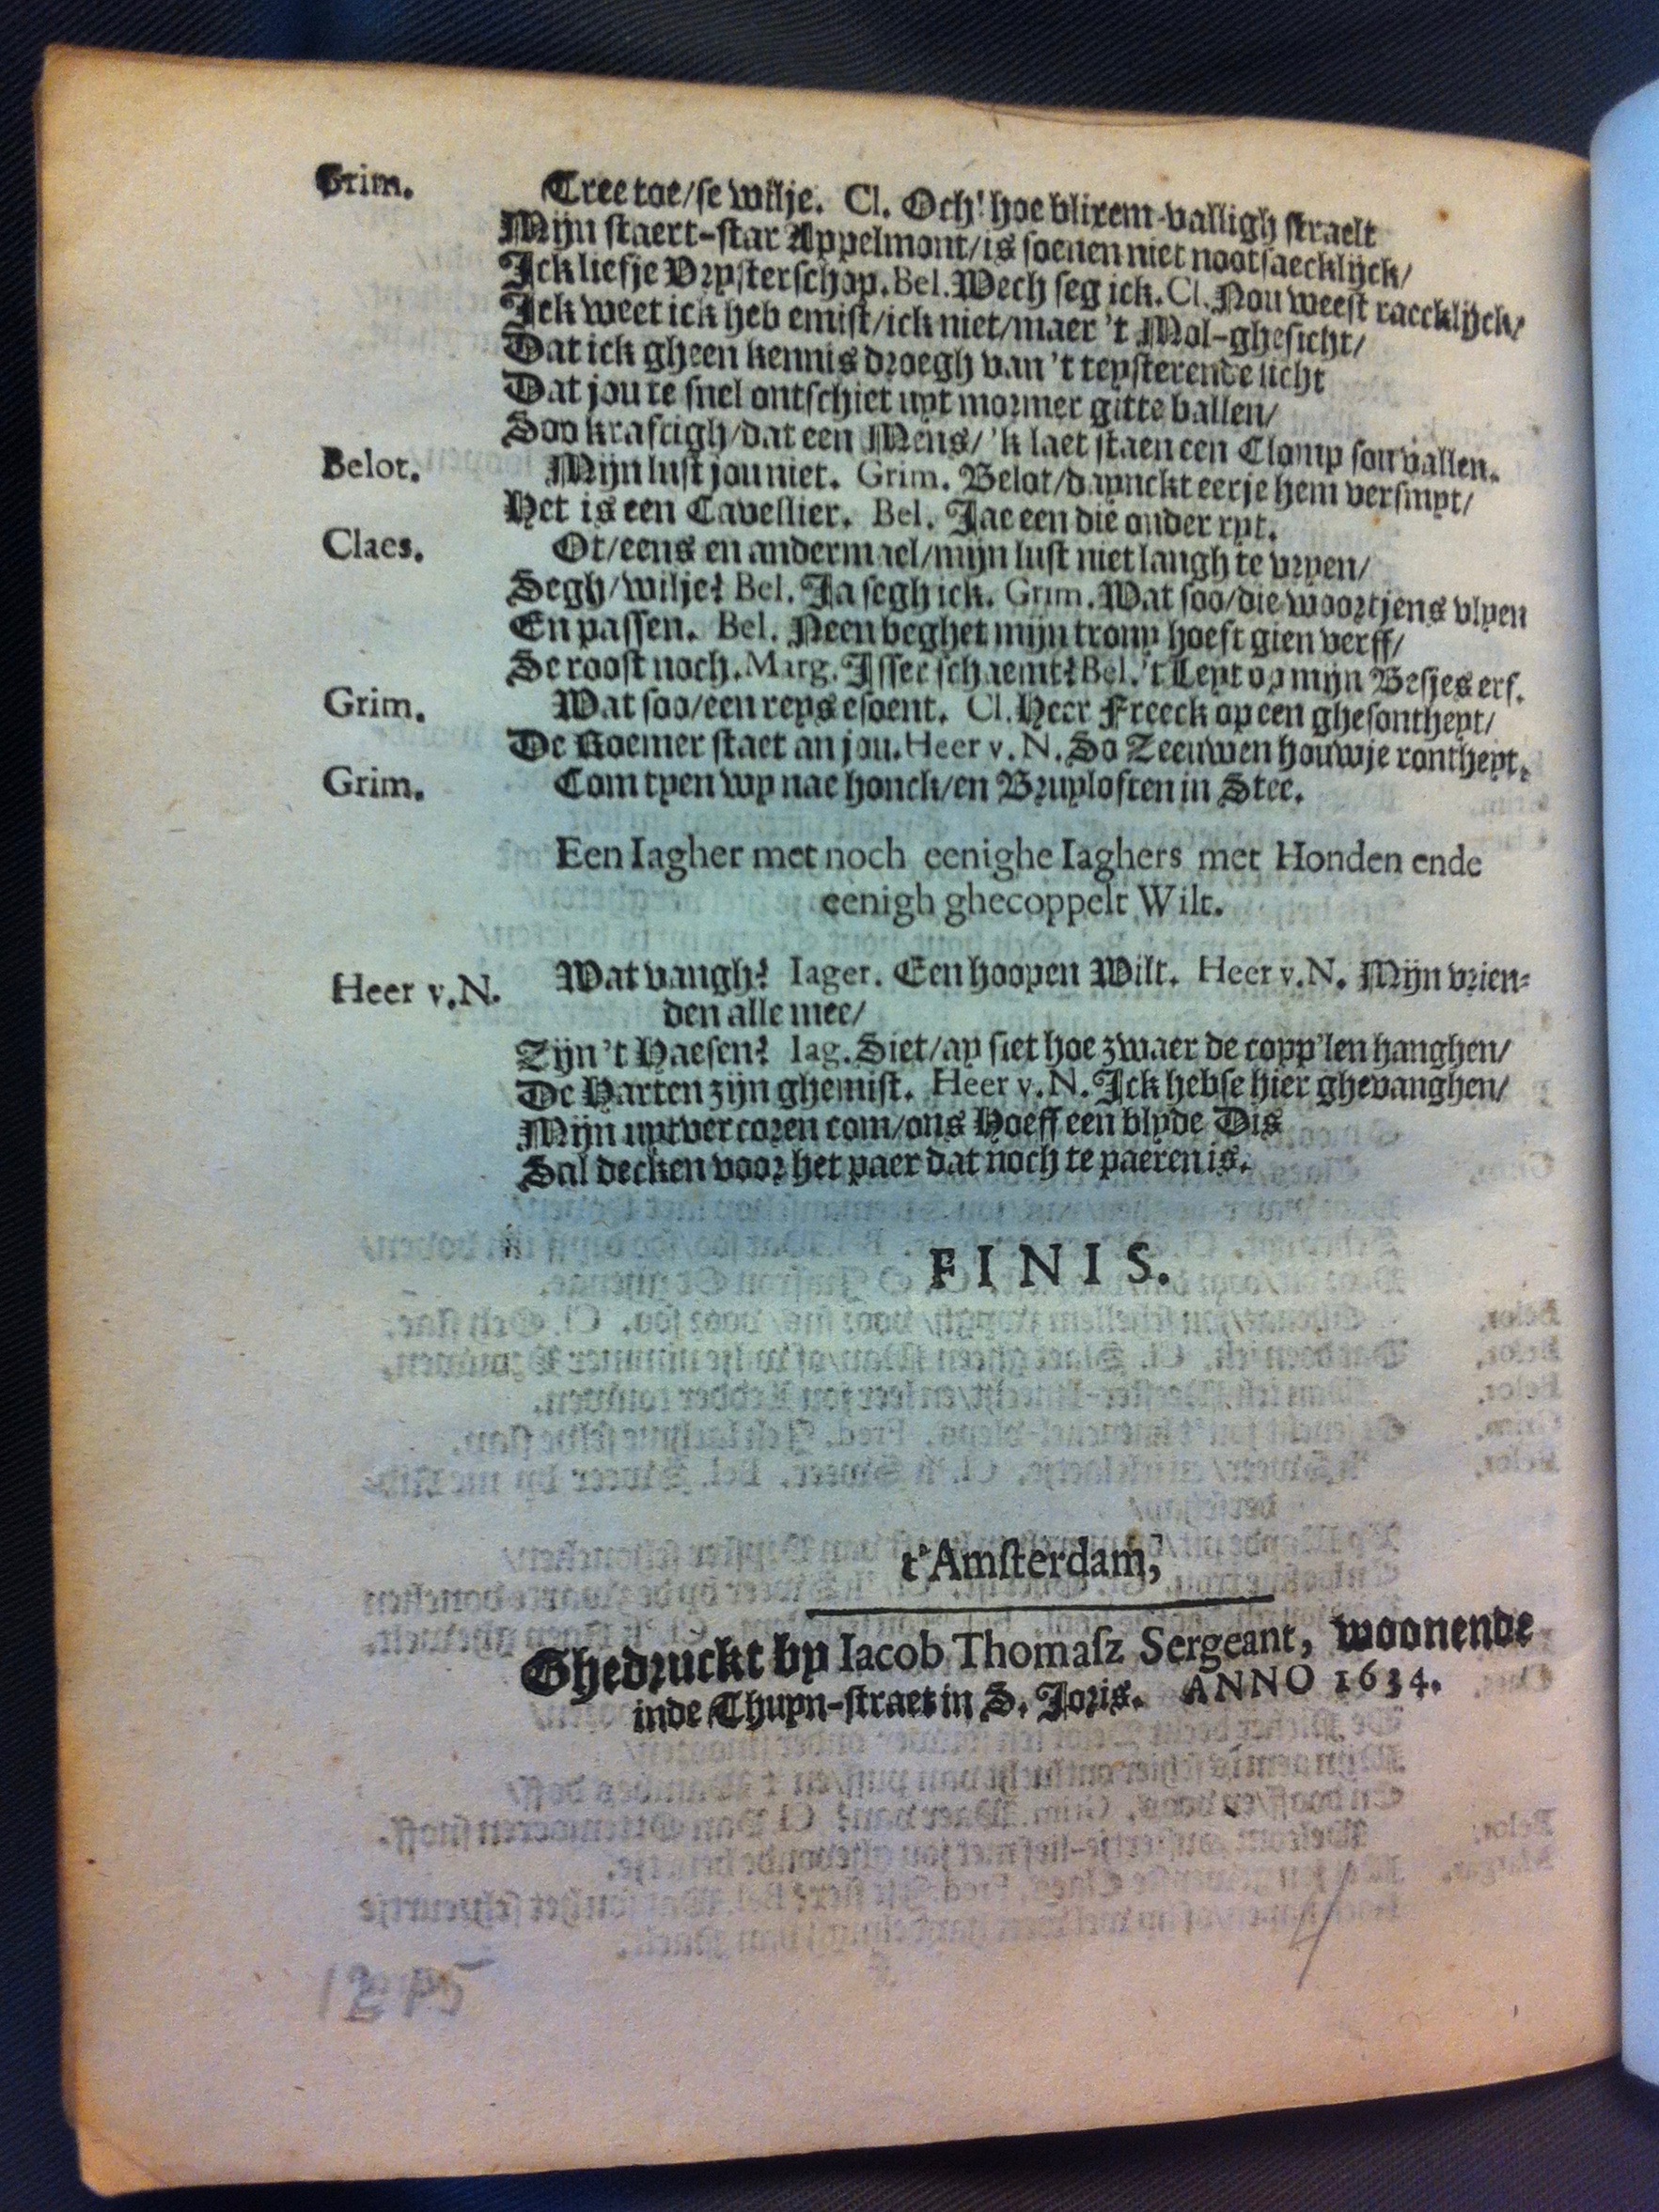 Grim. Tree toe/se wilje. Cl. Och! hoe blixem-valligh straelt
Mijn staert-star Appelmont/is soenen niet nootsaecklijck/
Ick liefje Vrysterschap. Bel. Wech seg ick. Cl. Nou weest raecklijck/
Ick weet ick heb emist/ick niet/maer 't Mol-ghesicht/
Dat ick gheen kennis droegh van 't teysterende licht
Dat jou te snel ontschiet uyt mormer gitte ballen/
Soo kraftigh/dat een Mens/'k laet staen een Clomp sou vallen.
Belot. Mijn lust jou niet. Grim. Belot/daynckt eerje hem versmyt/
Het is een Cavellier. Bel. Jae een die onder ryt.
Claes. Ot/eens en andermael/mijn lust niet langh te vryen/
Segh/wilje? Bel. Ja segh ick. Grim. Wat soo/die woortjens vlyen
En passen. Bel. Neen beghet mijn trony hoeft gien verff/
Se roost noch. Marg. Isser schaemt? Bel. 't Leyt op mijn Besjes erf.
Grim. Wat soo/een reys esoent. Cl. Heer Freeck op een ghesontheyt/
De Roemer staet an jou. Heer v. N. So Zeeuwen houwje rontheyt.
Grim. Com tyen wy nae honck/en Bruyloften in Stee.
Een Iagher met noch eenighe Iaghers met Honden ende
eenigh ghecoppelt Wilt.
Heer v. N. Wat vangh? Iager. Een hoopen Wilt. Heer v. N. Mijn vrien-
den alle mee/
Zijn 't Haesen? Iag. Siet/ay siet hoe zwaer de copp'len hanghen/
De Harten zijn ghemist. Heer v. N. Ick hebse hier ghevanghen/
Mijn uytvercoren com/ons Hoeff een blyde Dis
Sal decken voor het paer dat noch te paeren is.
FINIS.
t'Amsterdam,
Ghedruckt by Iacob Thomasz Sergeant, woonende
inde Thuyn-straet in S. Joris. ANNO 1634.